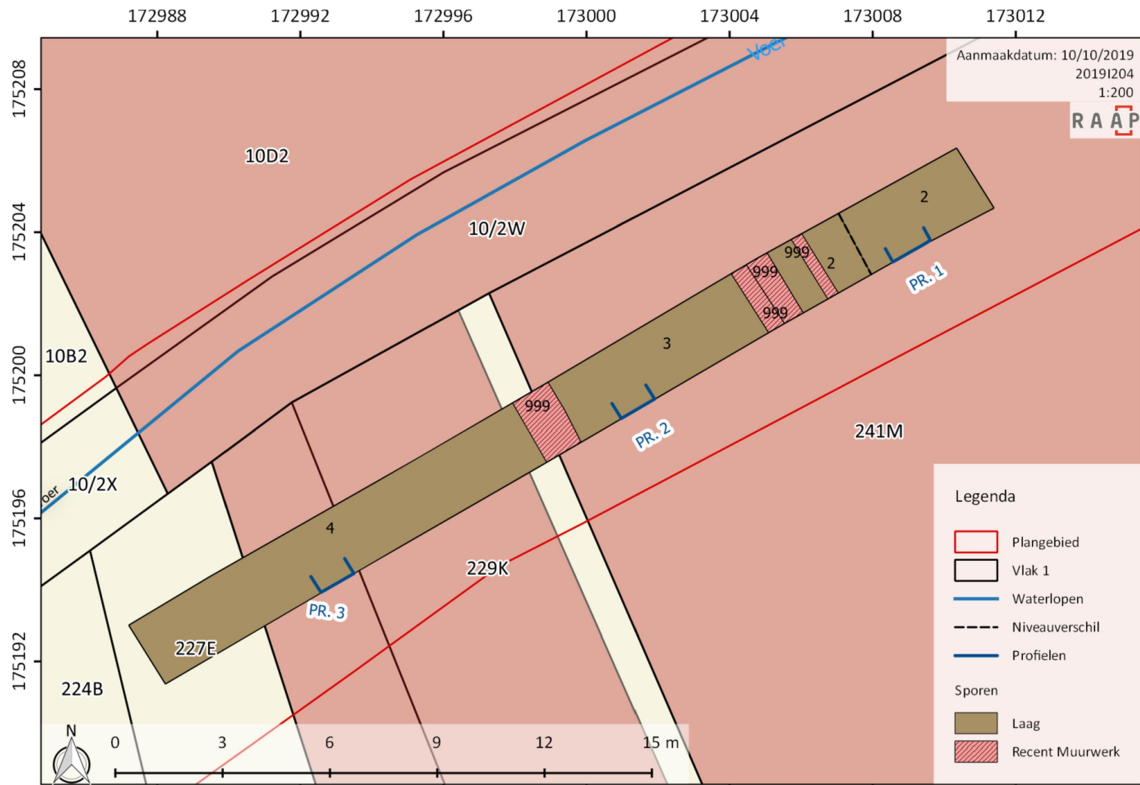 172988
172992
172996
173000
173004
173008
173012
175208
175204
175200
175196
175192
Aanmaakdatum: 10/10/2019
2019I204
1:200
RAAP
Voer
10D2
10/2W
2
999
2
999
999
PR. 1
3
10B2
999
PR. 2
241M
10/2X
oer
4
229K
PR. 3
227E
224B
Legenda
Plangebied
Vlak 1
Waterlopen
Niveauverschil
Profielen
Sporen
Laag
Recent Muurwerk
N
0 3 6 9 12 15 m